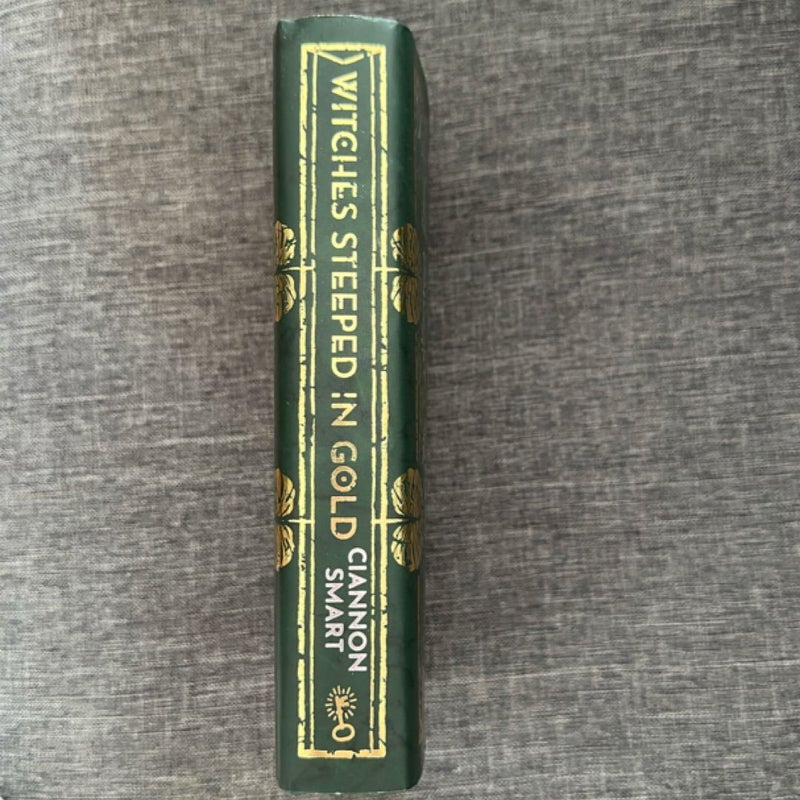 WITCHES STEEPED IN GOLD
CIANNON
SMART